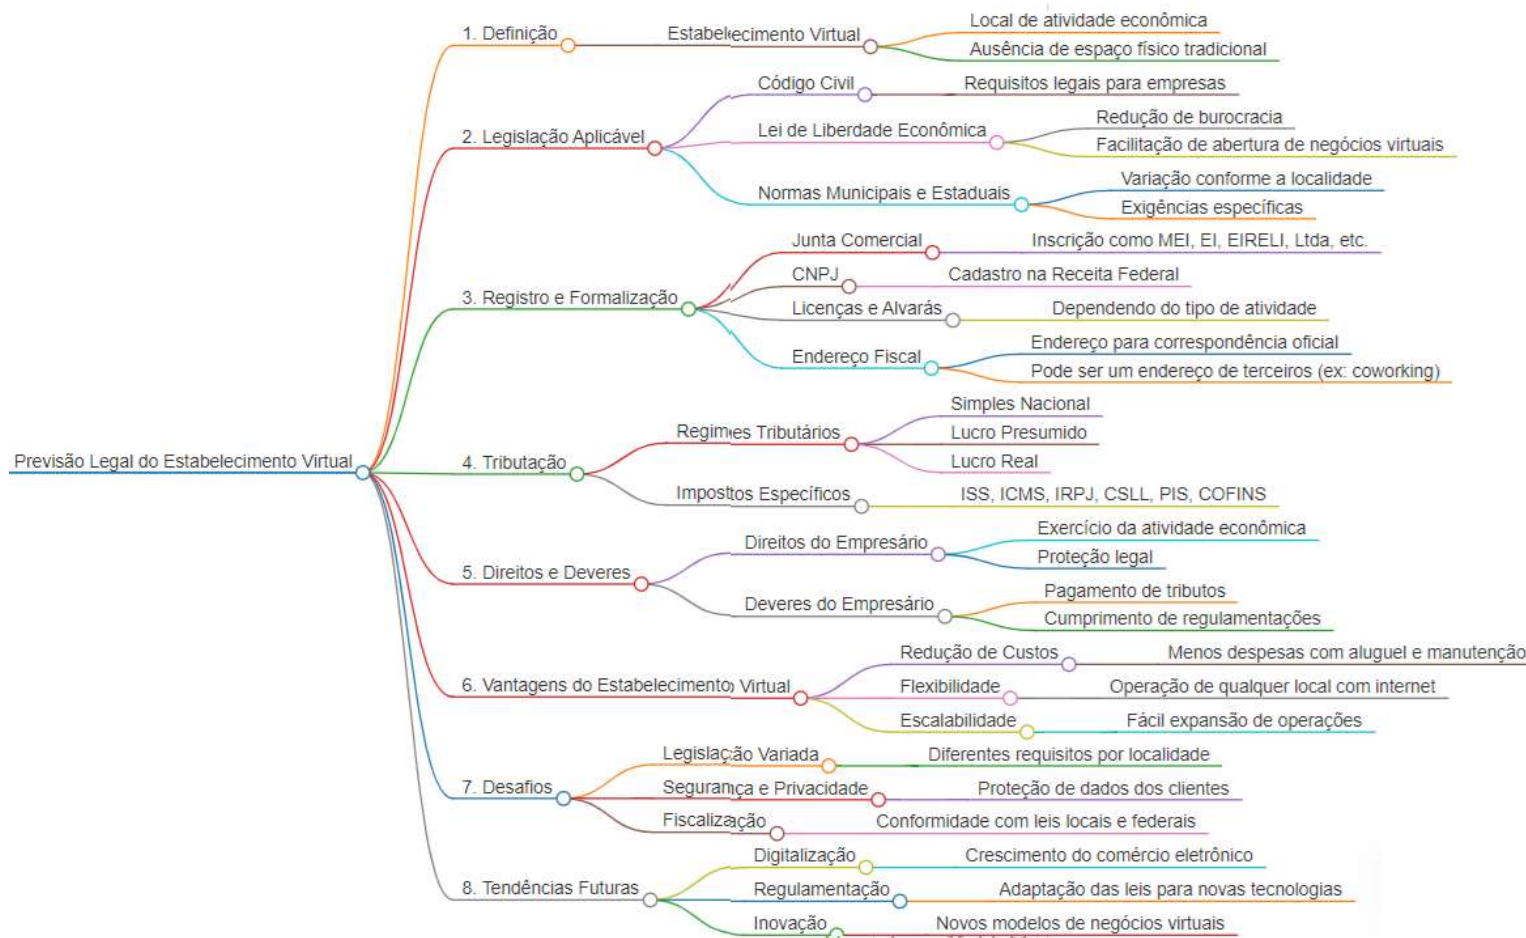 Previsão Legal do Estabelecimento Virtual
1. Definição
Estabelecimento Virtual
Local de atividade econômica
Ausência de espaço físico tradicional
2. Legislação Aplicável
Código Civil
Requisitos legais para empresas
Lei de Liberdade Econômica
Redução de burocracia
Facilitação de abertura de negócios virtuais
Normas Municipais e Estaduais
Variação conforme a localidade
Exigências específicas
3. Registro e Formalização
Junta Comercial
Inscrição como MEI, EI, EIRELI, Ltda, etc.
CNPJ
Cadastro na Receita Federal
Licenças e Alvarás
Dependendo do tipo de atividade
Endereço Fiscal
Endereço para correspondência oficial
Pode ser um endereço de terceiros (ex: coworking)
4. Tributação
Regimes Tributários
Simples Nacional
Lucro Presumido
Lucro Real
Impostos Específicos
ISS, ICMS, IRPJ, CSLL, PIS, COFINS
5. Direitos e Deveres
Direitos do Empresário
Exercício da atividade econômica
Proteção legal
Deveres do Empresário
Pagamento de tributos
Cumprimento de regulamentações
6. Vantagens do Estabelecimento Virtual
Redução de Custos
Menos despesas com aluguel e manutenção
Flexibilidade
Operação de qualquer local com internet
Escalabilidade
Fácil expansão de operações
7. Desafios
Legislação Variada
Diferentes requisitos por localidade
Segurança e Privacidade
Proteção de dados dos clientes
Fiscalização
Conformidade com leis locais e federais
8. Tendências Futuras
Digitalização
Crescimento do comércio eletrônico
Regulamentação
Adaptação das leis para novas tecnologias
Inovação
Novos modelos de negócios virtuais